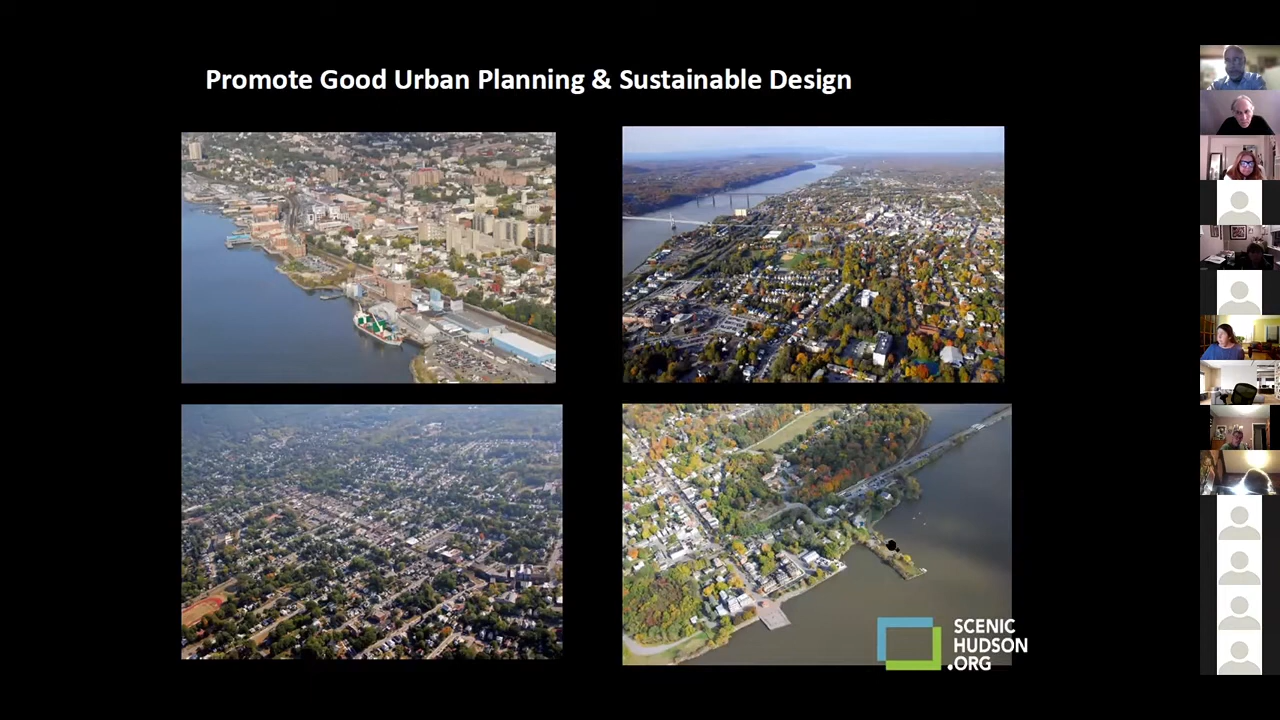 Promote Good Urban Planning & Sustainable Design
SCENIC
HUDSON
.ORG